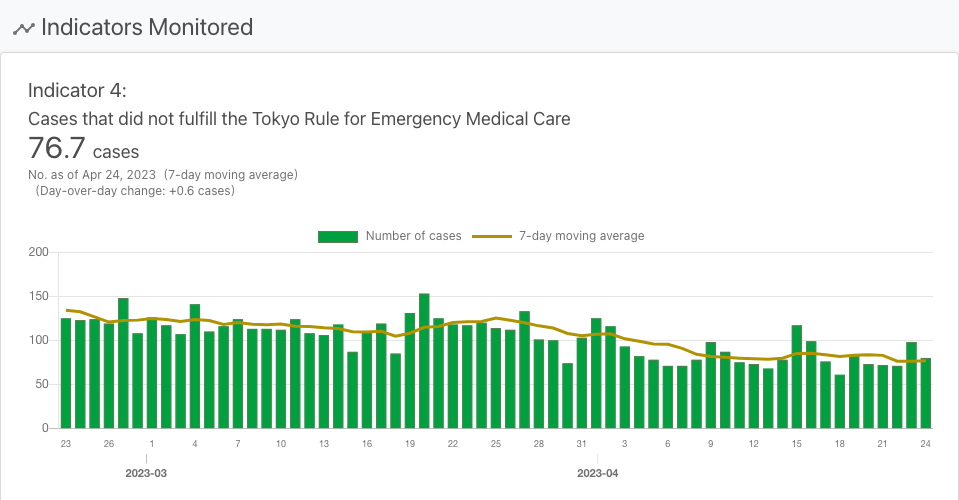 Indicators Monitored
Indicator 4:
Cases that did not fulfill the Tokyo Rule for Emergency Medical Care
76.7 cases
No. as of Apr 24, 2023 (7-day moving average)
(Day-over-day change: +0.6 cases)
Number of cases 7-day moving average
200
150
100
50
0
23 26 1 4 7 10 13 16 19 22 25 28 31 3 6 9 12 15 18 21 24
2023-03 2023-04